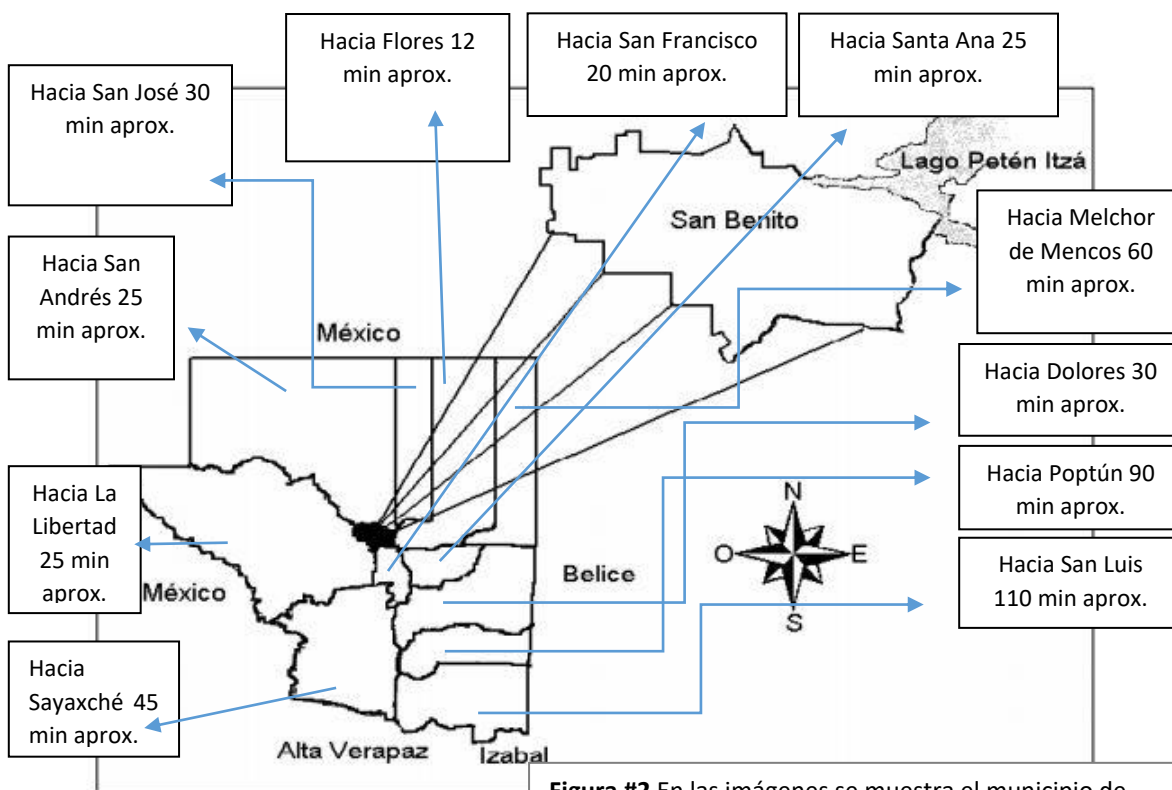 Hacia Flores 12
min aprox.
Hacia San Francisco
20 min aprox.
Hacia Santa Ana 25
min aprox.
Hacia San José 30
min aprox.
Lago Petén Itzá
San Benito
Hacia Melchor
de Mencos 60
min aprox.
Hacia San
Andrés 25
min aprox.
México
Hacia Dolores 30
min aprox.
Hacia La
Libertad
25 min
aprox.
Hacia Poptún 90
min aprox.
N
O
E
S
Belice
México
Hacia San Luis
110 min aprox.
Hacia
Sayaxché 45
min aprox.
Alta Verapaz
Izabal
Figura #2 En las imágenes se muestra el municipio de